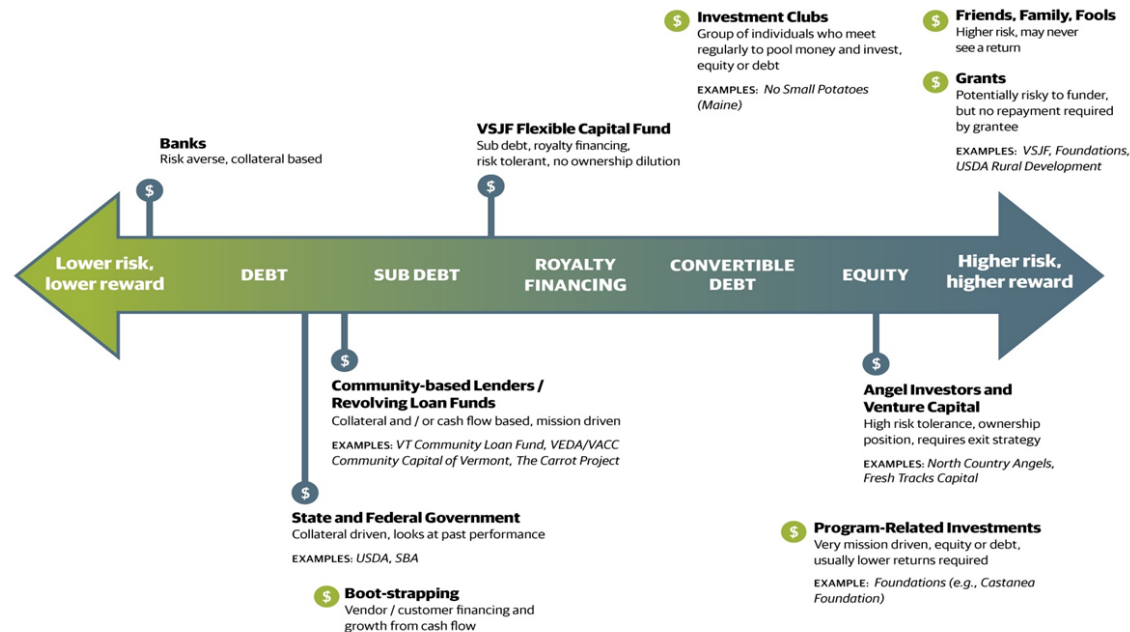 $ Investment Clubs
Group of individuals who meet
regularly to pool money and invest,
equity or debt
EXAMPLES: No Small Potatoes
(Maine)
$ Friends, Family, Fools
Higher risk, may never
see a return
$ Grants
Potentially risky to funder,
but no repayment required
by grantee
EXAMPLES: VSJF, Foundations,
USDA Rural Development
Banks
Risk averse, collateral based
$
VSJF Flexible Capital Fund
Sub debt, royalty financing,
risk tolerant, no ownership dilution
$
Lower risk,
lower reward
DEBT
SUB DEBT
ROYALTY
FINANCING
CONVERTIBLE
DEBT
EQUITY
Higher risk,
higher reward
$
Community-based Lenders /
Revolving Loan Funds
Collateral and / or cash flow based, mission driven
EXAMPLES: VT Community Loan Fund, VEDA/VACC
Community Capital of Vermont, The Carrot Project
$
Angel Investors and
Venture Capital
High risk tolerance, ownership
position, requires exit strategy
EXAMPLES: North Country Angels,
Fresh Tracks Capital
$
State and Federal Government
Collateral driven, looks at past performance
EXAMPLES: USDA, SBA
$ Program-Related Investments
Very mission driven, equity or debt,
usually lower returns required
EXAMPLE: Foundations (e.g., Castanea
Foundation)
$ Boot-strapping
Vendor / customer financing and
growth from cash flow